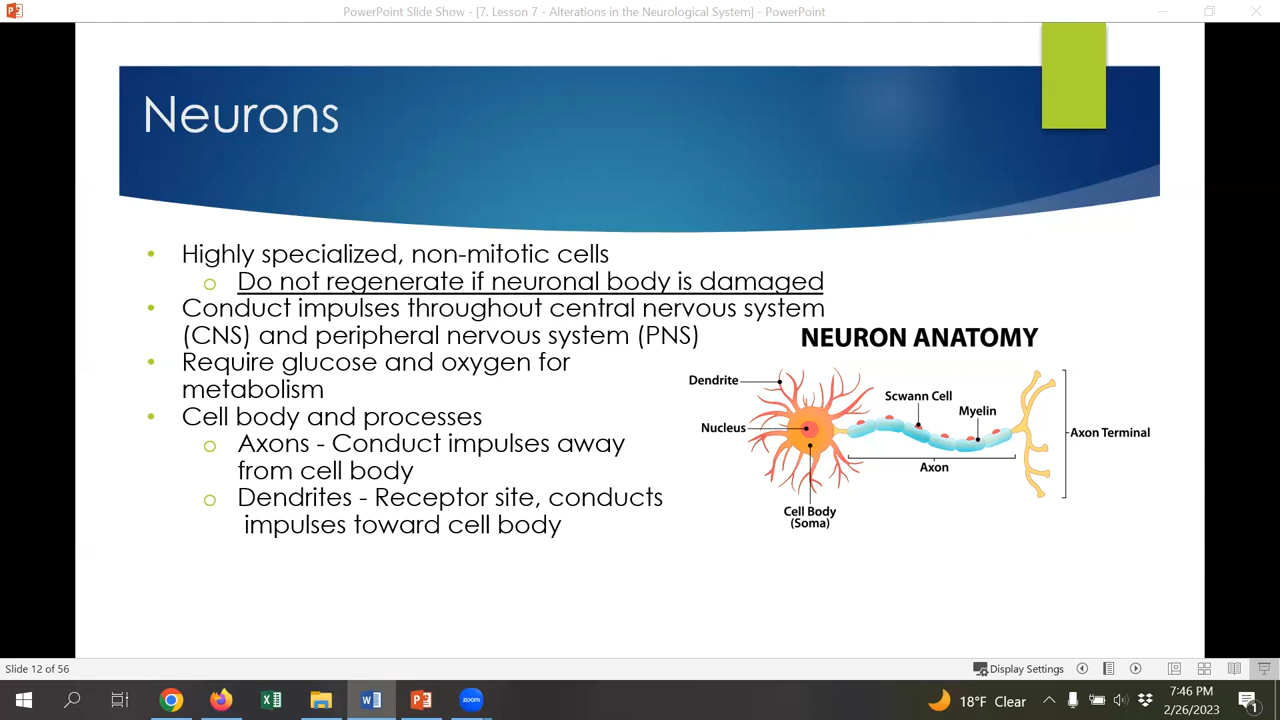 PowerPoint Slide Show - [7. Lesson 7 - Alterations in the Neurological System] - PowerPoint
Neurons
• Highly specialized, non-mitotic cells
o Do not regenerate if neuronal body is damaged
• Conduct impulses throughout central nervous system
(CNS) and peripheral nervous system (PNS)
• Require glucose and oxygen for
metabolism
• Cell body and processes
o Axons - Conduct impulses away
from cell body
o Dendrites - Receptor site, conducts
impulses toward cell body
NEURON ANATOMY
Dendrite
Scwann Cell
Myelin
Nucleus
Axon Terminal
Axon
Cell Body
(Soma)
Slide 12 of 56
Display Settings
zoom
18°F Clear
7:46 PM
2/26/2023
1